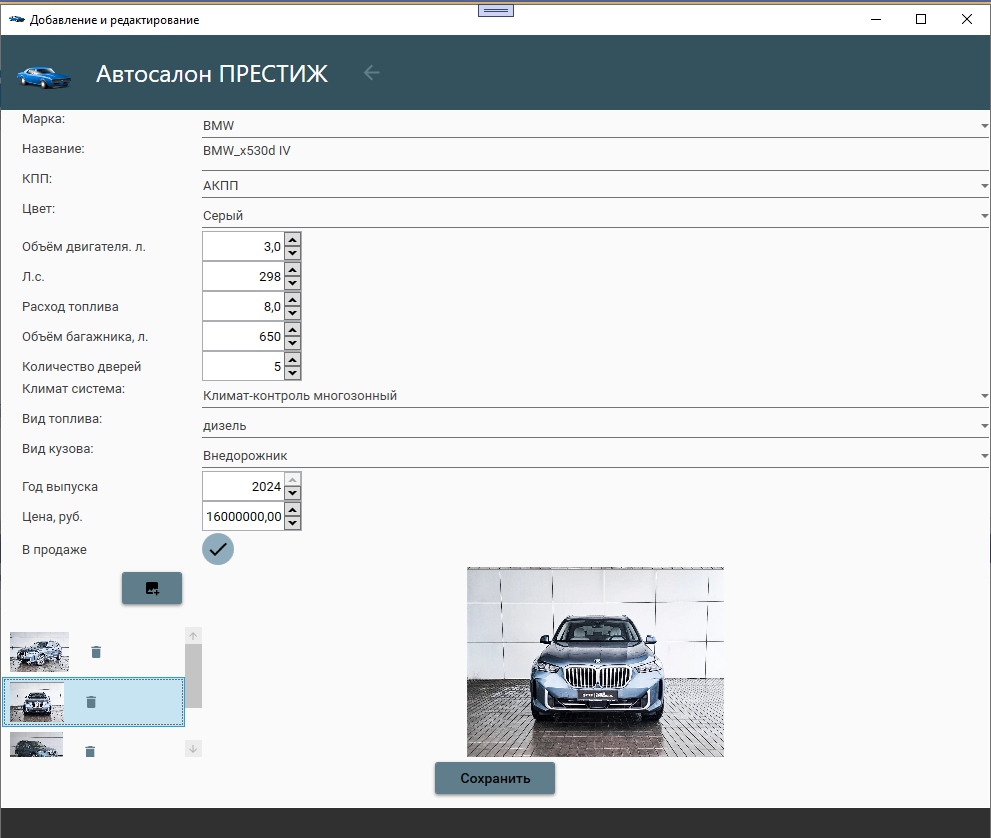 Добавление и редактирование
Автосалон ПРЕСТИЖ
Марка:
BMW
Название:
BMW_x530d IV
КПП:
АКПП
Цвет:
Серый
Объём двигателя. л.
3,0
Л.с.
298
Расход топлива
8,0
Объём багажника, л.
650
Количество дверей
5
Климат система:
Климат-контроль многозонный
Вид топлива:
дизель
Вид кузова:
Внедорожник
Год выпуска
2024
Цена, руб.
16000000,00
В продаже
Сохранить